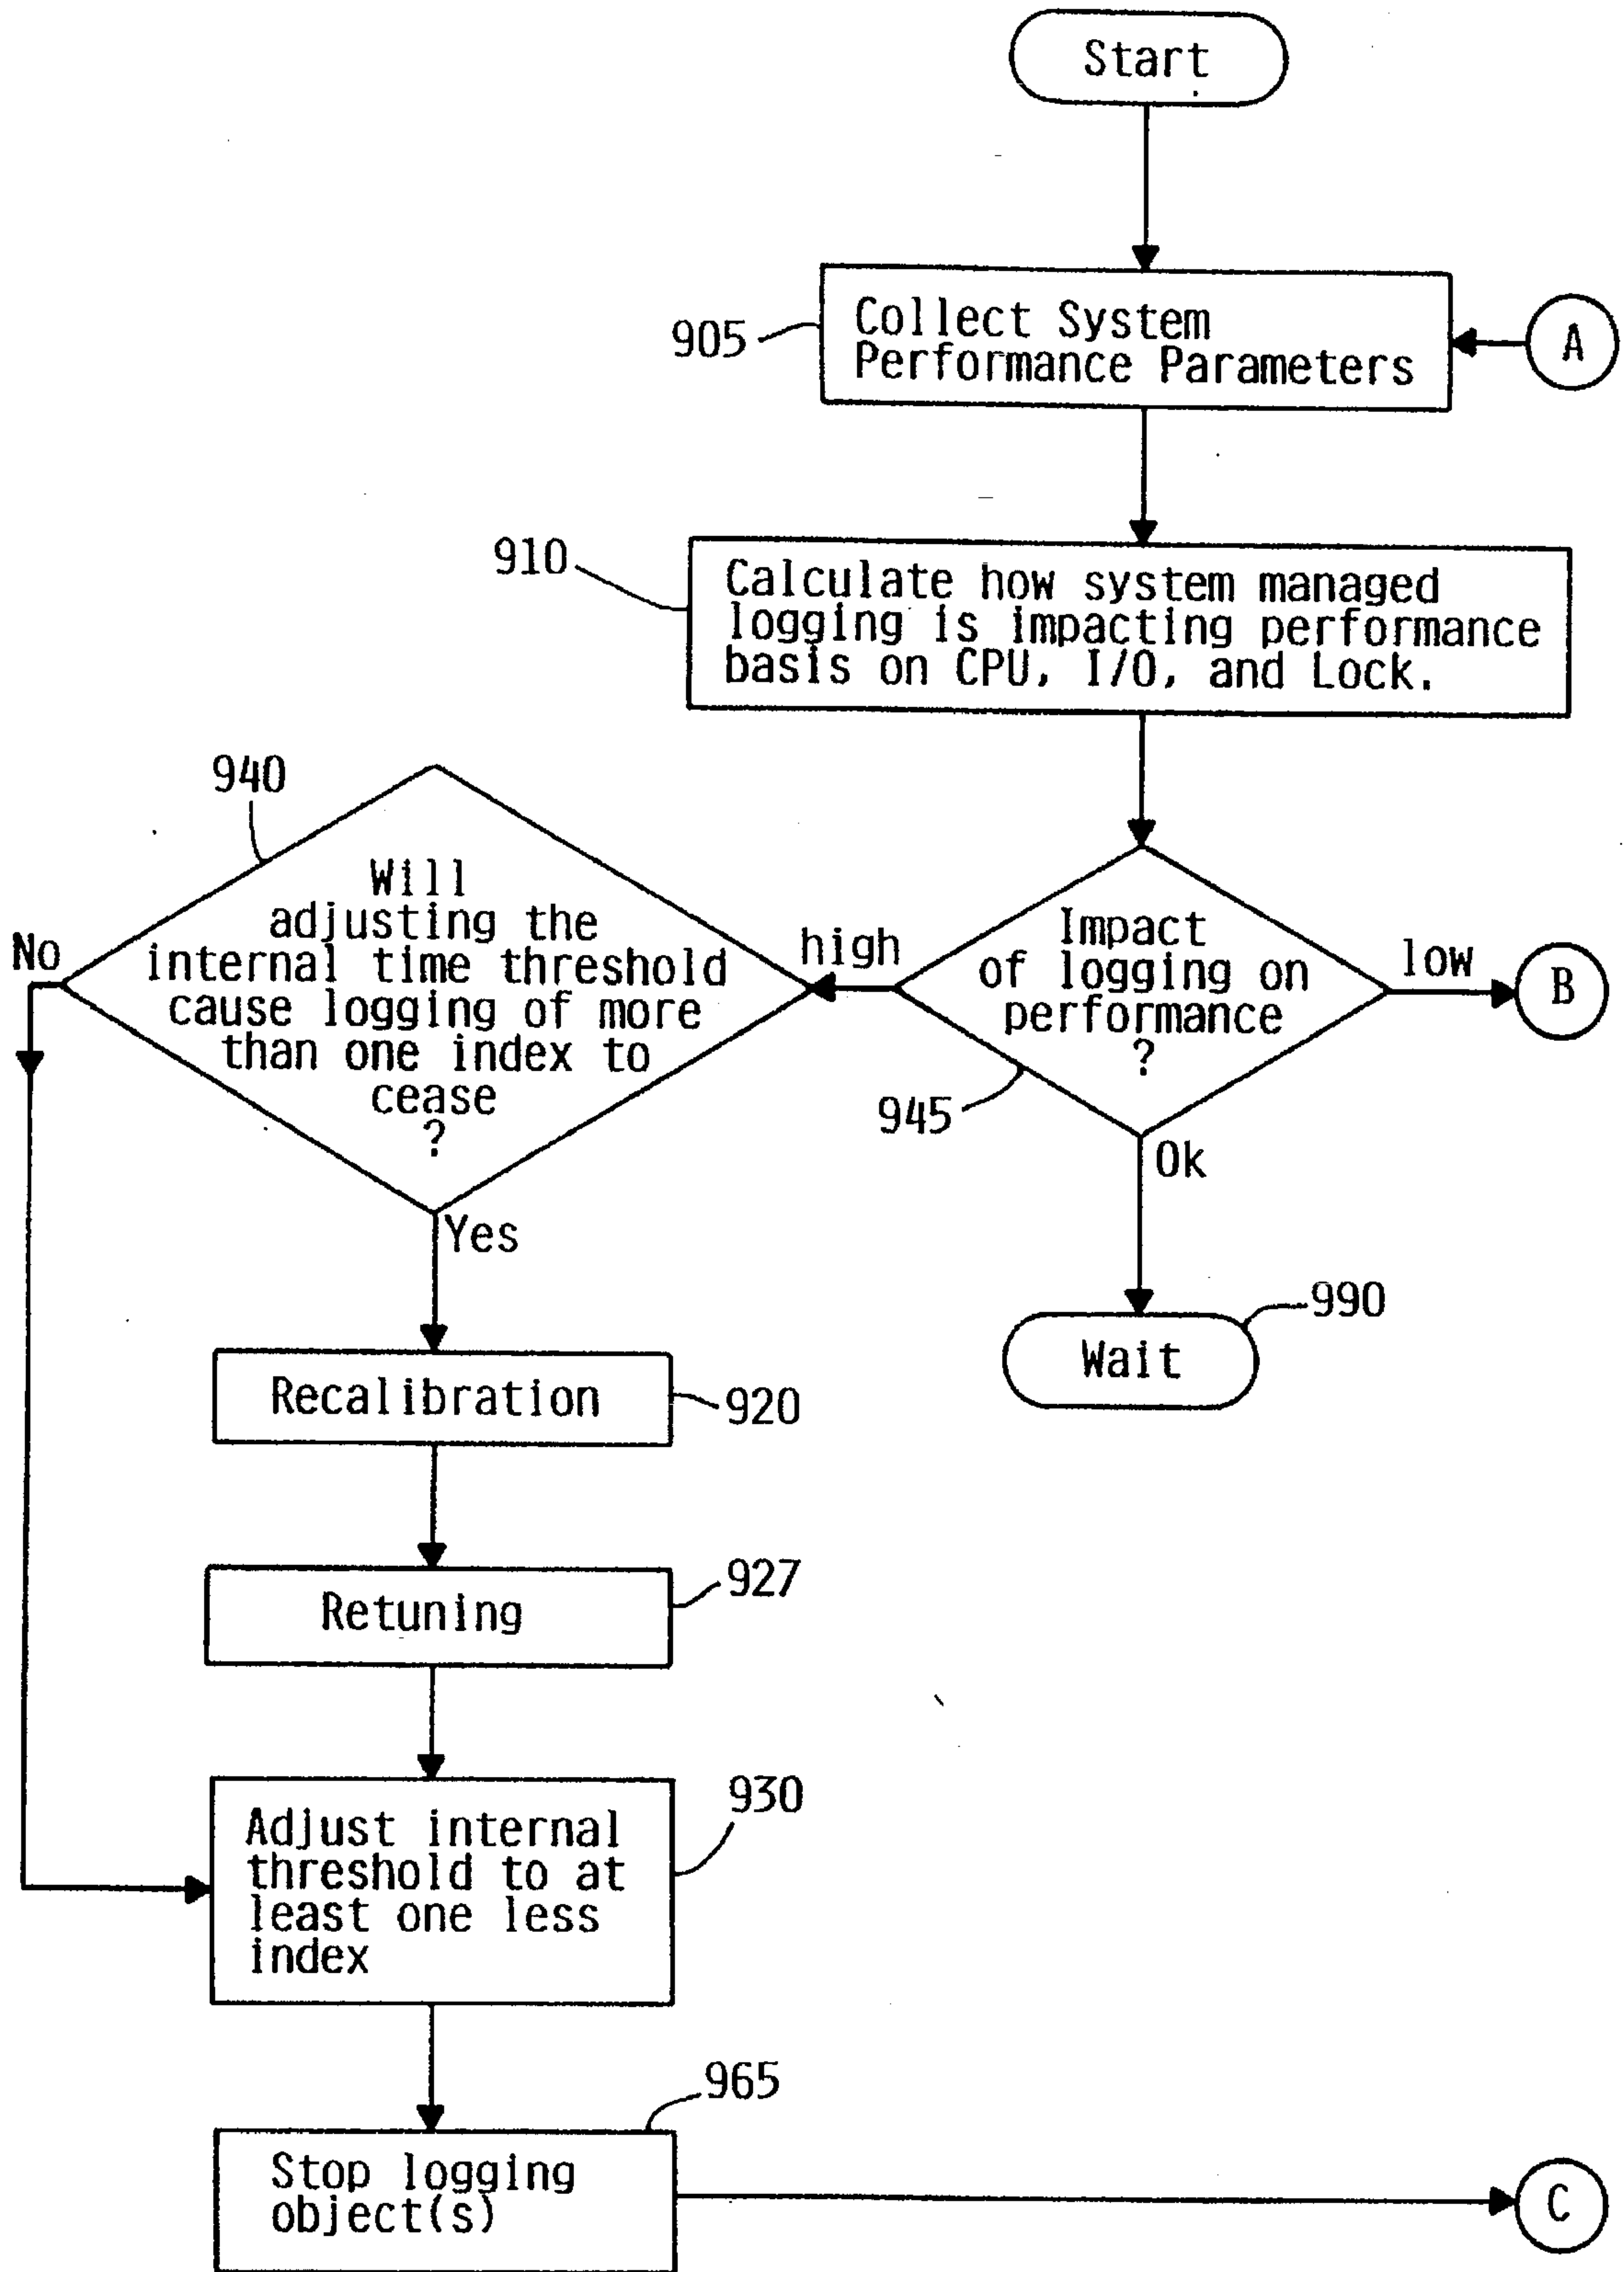 Start
905
Collect System
Performance Parameters
A
910
Calculate how system managed
logging is impacting performance
basis on CPU, I/O, and Lock.
940
Will
adjusting the
internal time threshold
cause logging of more
than one index to
cease
?
No
high
Impact
of logging on
performance
?
low
B
945
Ok
Yes
990
Wait
Recalibration
920
Retuning
927
930
Adjust internal
threshold to at
least one less
index
965
Stop logging
object(s)
C